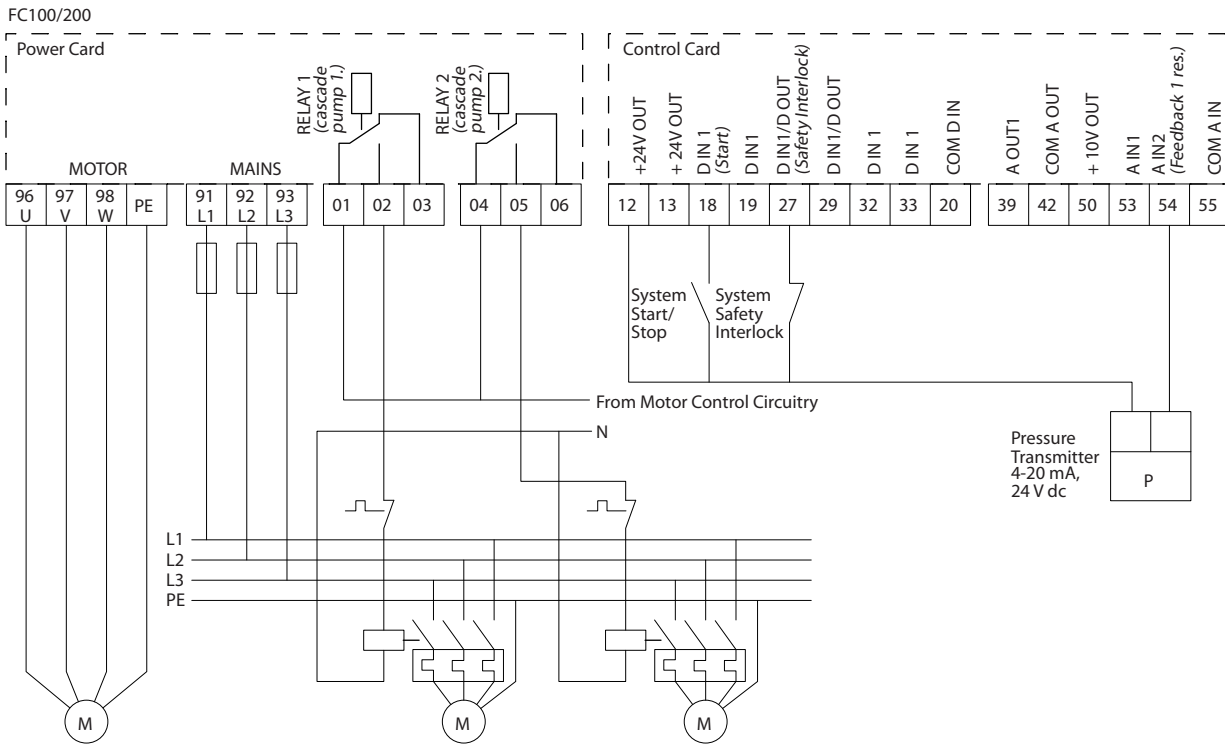 FC100/200
Power Card
Control Card
RELAY 1
(cascade
pump 1.)
RELAY 2
(cascade
pump 2.)
+24V OUT
+ 24V OUT
D IN 1
(Start)
D IN1
D IN1/D OUT
(Safety Interlock)
D IN1/D OUT
D IN 1
D IN 1
COM D IN
A OUT1
COM A OUT
+ 10V OUT
A IN1
A IN2
(Feedback 1 res.)
COM A IN
MOTOR
MAINS
96
U
97
V
98
W
PE
91
L1
92
L2
93
L3
01
02
03
04
05
06
12
13
18
19
27
29
32
33
20
39
42
50
53
54
55
System
Start/
Stop
System
Safety
Interlock
From Motor Control Circuitry
N
Pressure
Transmitter
4-20 mA,
24 V dc
P
L1
L2
L3
PE
M
M
M